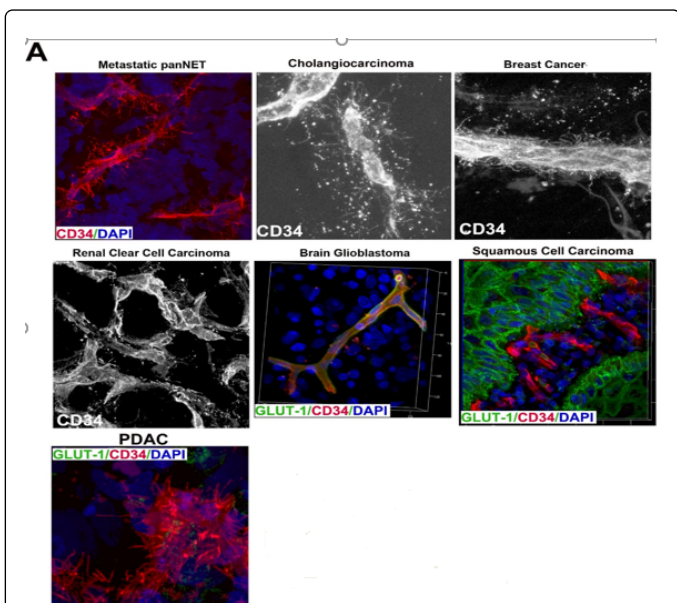 A
Metastatic panNET
Cholangiocarcinoma
Breast Cancer
CD34/DAPI
CD34
CD34
Renal Clear Cell Carcinoma
Brain Glioblastoma
Squamous Cell Carcinoma
CD34
GLUT-1/CD34/DAPI
GLUT-1/CD34/DAPI
PDAC
GLUT-1/CD34/DAPI